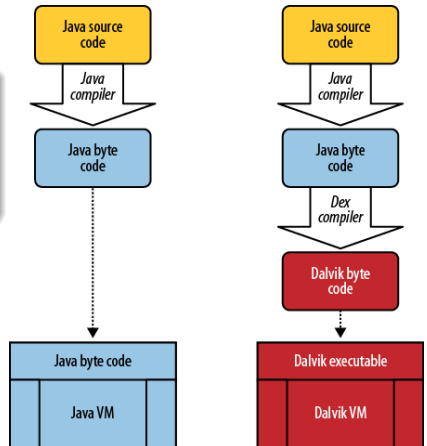 Java source
code
Java
compiler
Java byte
code
Java byte code
Java VM
Java source
code
Java
compiler
Java byte
code
Dex
compiler
Dalvik byte
code
Dalvik executable
Dalvik VM